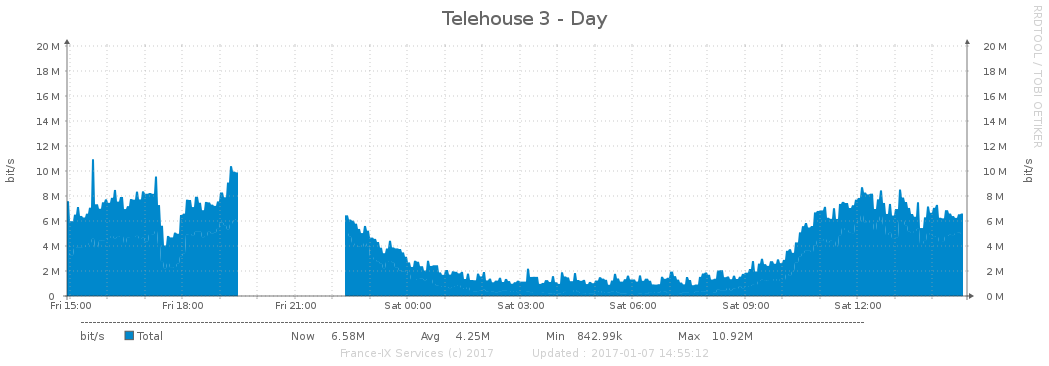 Telehouse 3 - Day
RRDTOOL / TOBI OETIKER
bit/s
bit/s
20 M 20 M
18 M 18 M
16 M 16 M
14 M 14 M
12 M 12 M
10 M 10 M
8 M 8 M
6 M 6 M
4 M 4 M
2 M 2 M
0 0 M
Fri 15:00 Fri 18:00 Fri 21:00 Sat 00:00 Sat 03:00 Sat 06:00 Sat 09:00 Sat 12:00
bit/s Total Now 6.58M Avg 4.25M Min 842.99k Max 10.92M
France-IX Services (c) 2017 Updated : 2017-01-07 14:55:12